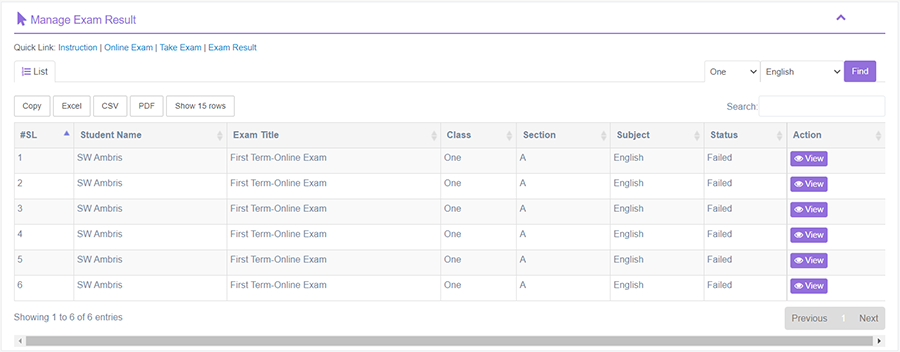 Manage Exam Result
Quick Link: Instruction | Online Exam | Take Exam | Exam Result
List One English Find
Copy Excel CSV PDF Show 15 rows Search:
#SL Student Name Exam Title Class Section Subject Status Action
1 SW Ambris First Term-Online Exam One A English Failed View
2 SW Ambris First Term-Online Exam One A English Failed View
3 SW Ambris First Term-Online Exam One A English Failed View
4 SW Ambris First Term-Online Exam One A English Failed View
5 SW Ambris First Term-Online Exam One A English Failed View
6 SW Ambris First Term-Online Exam One A English Failed View
Showing 1 to 6 of 6 entries Previous 1 Next